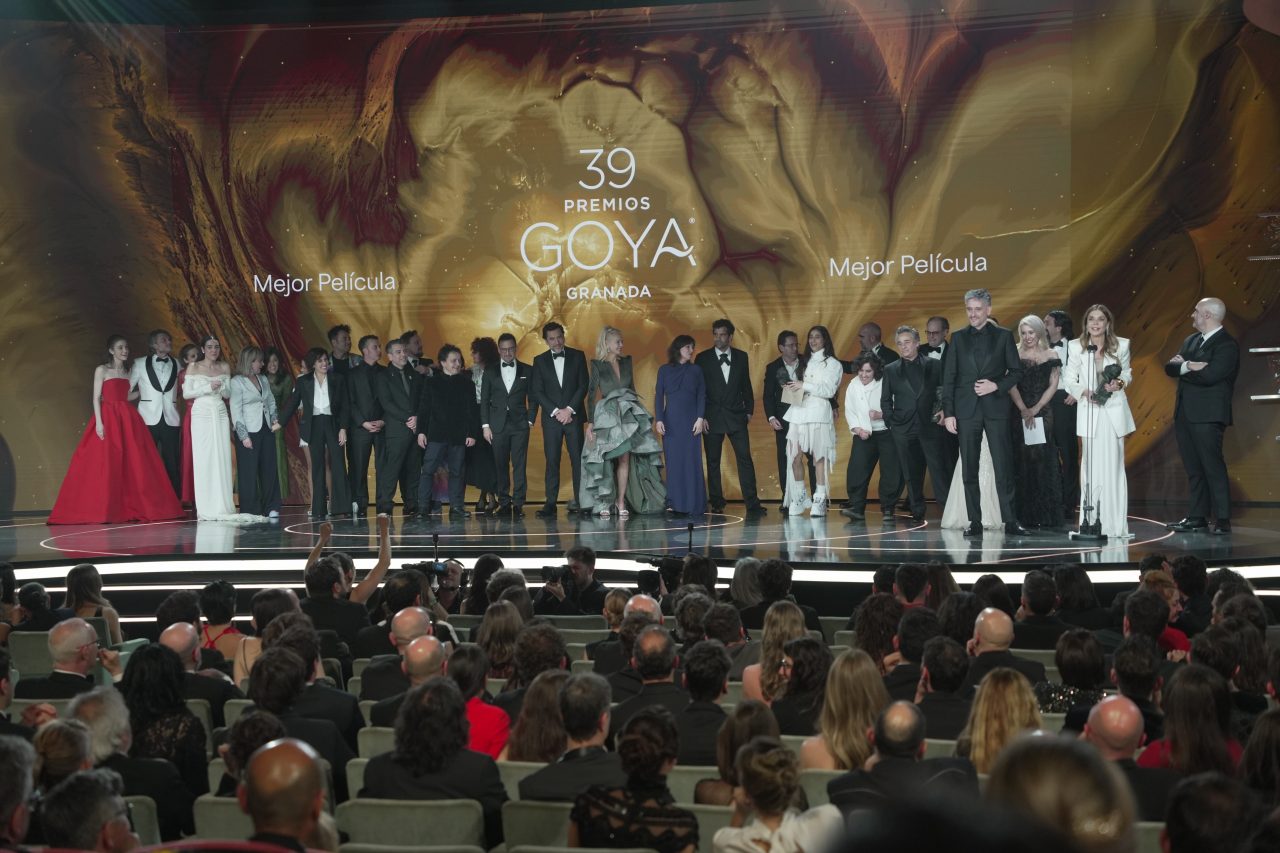 39
PREMIOS
GOYA®
GRANADA
Mejor Película
Mejor Película